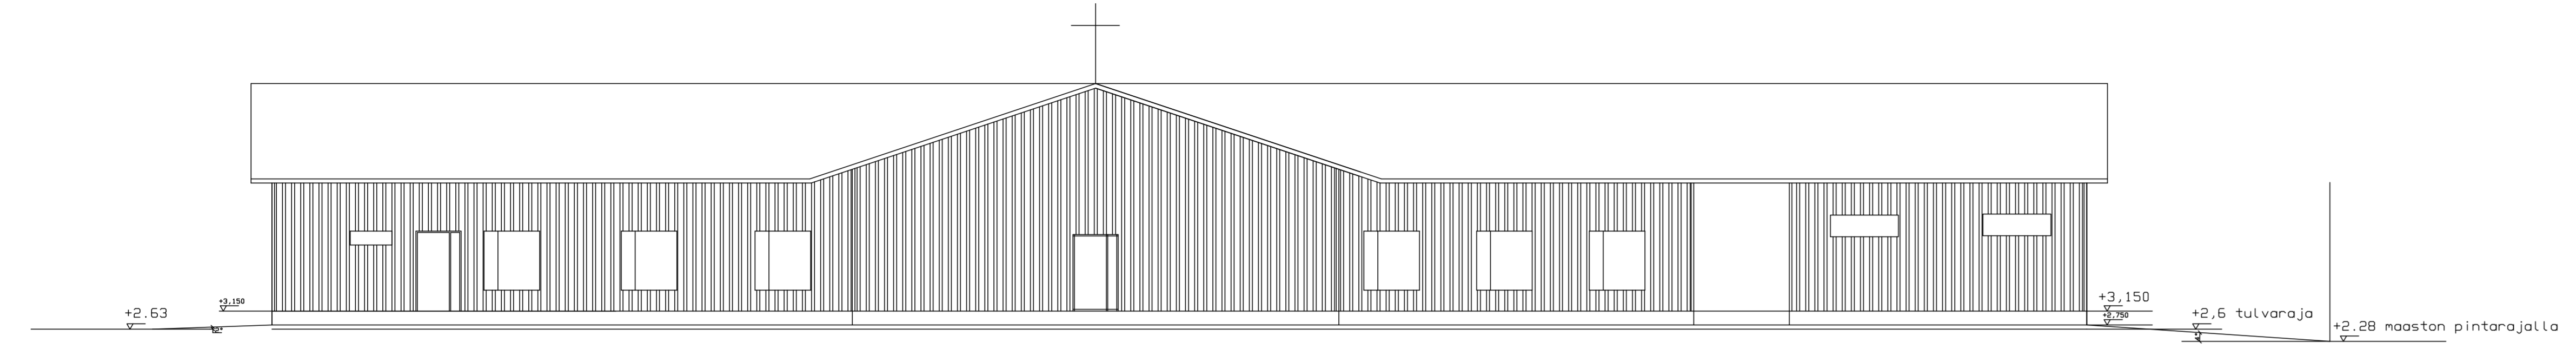 +2.63
+3,150
+3,150
+2,750
+2,6 tulvaraja
+2.28 maaston pintarajalla